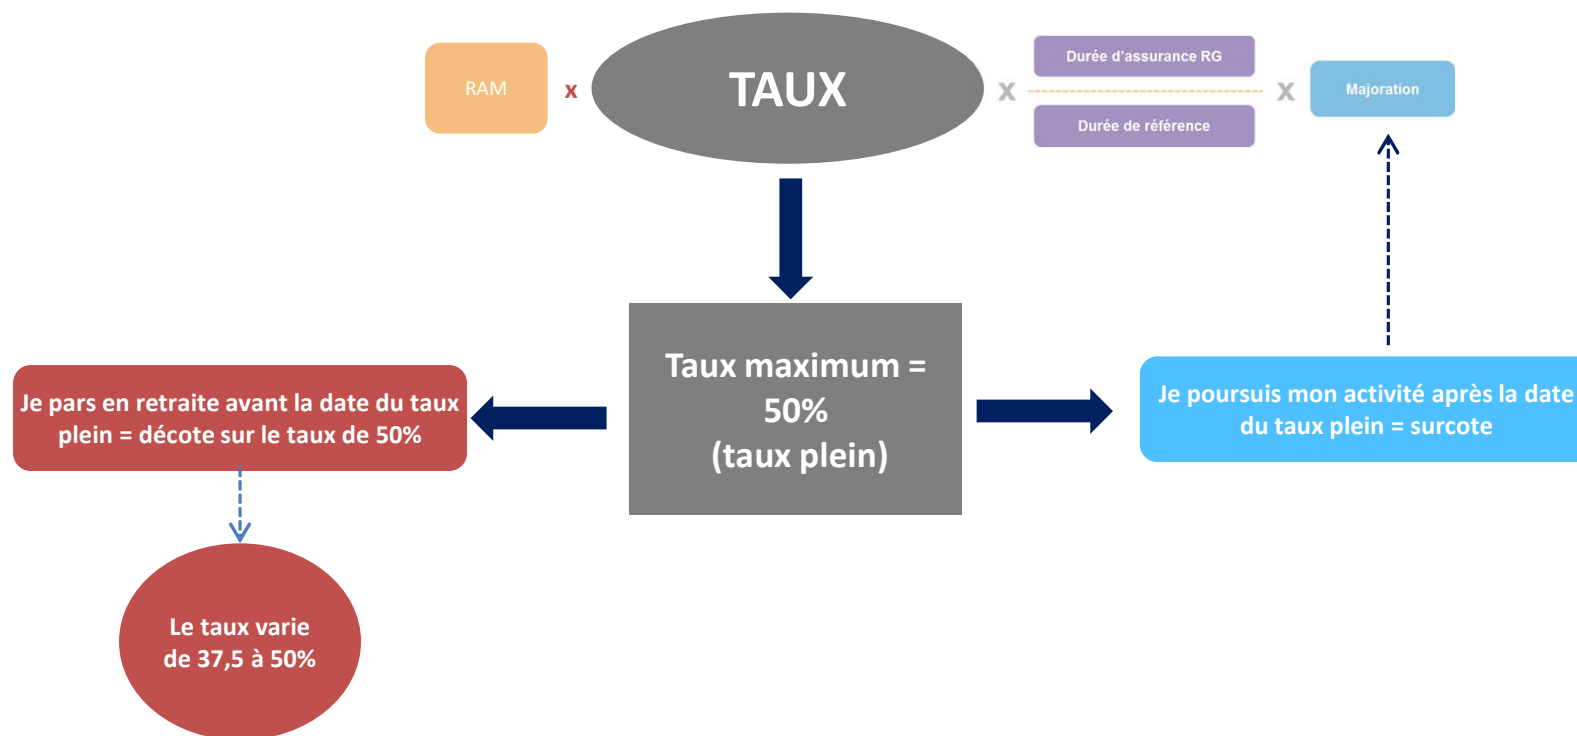 RAM
x
TAUX
x
Durée d'assurance RG
Durée de référence
x
Majoration
Taux maximum =
50%
(taux plein)
Je pars en retraite avant la date du taux
plein = décote sur le taux de 50%
Je poursuis mon activité après la date
du taux plein = surcote
Le taux varie
de 37,5 à 50%